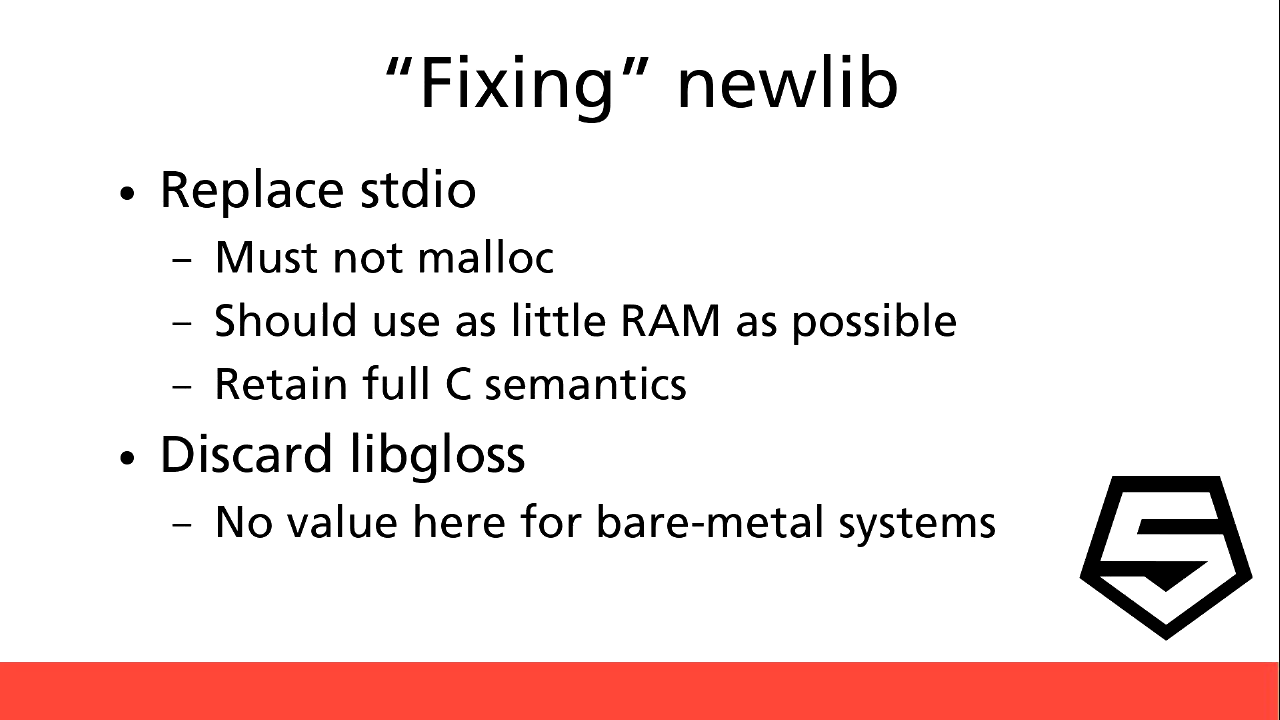 “Fixing” newlib
• Replace stdio
– Must not malloc
– Should use as little RAM as possible
– Retain full C semantics
• Discard libgloss
– No value here for bare-metal systems